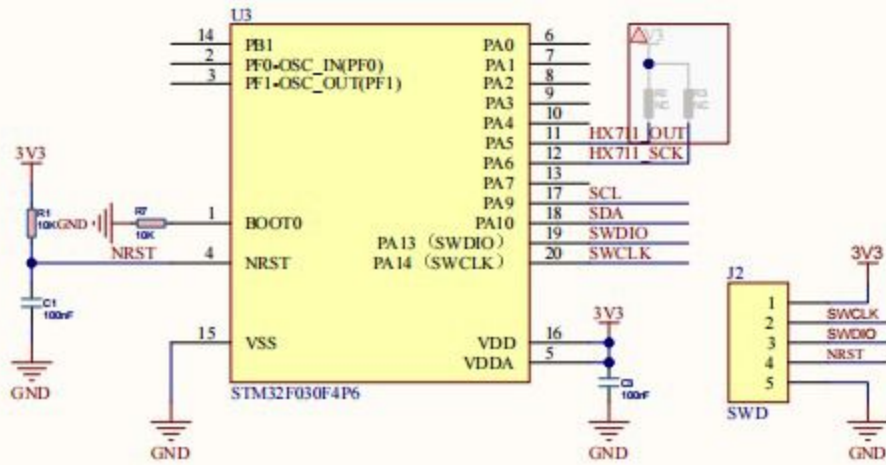 U3
14 PB1
2 PF0-OSC_IN(PF0)
3 PF1-OSC_OUT(PF1)
1 BOOT0
4 NRST
15 VSS
PA0 6
PA1 7
PA2 8
PA3 9
PA4 10
PA5 11 HX711_OUT
PA6 12 HX711_SCK
PA7 13
PA9 17 SCL
PA10 18 SDA
PA13 (SWDIO) 19 SWDIO
PA14 (SWCLK) 20 SWCLK
VDD 16
VDDA 5
STM32F030F4P6
3V3
R1
10K
GND
R7
10K
NRST
C1
100nF
GND
GND
3V3
C3
100nF
GND
J2
3V3
1
2 SWCLK
3 SWDIO
4 NRST
5
SWD
GND